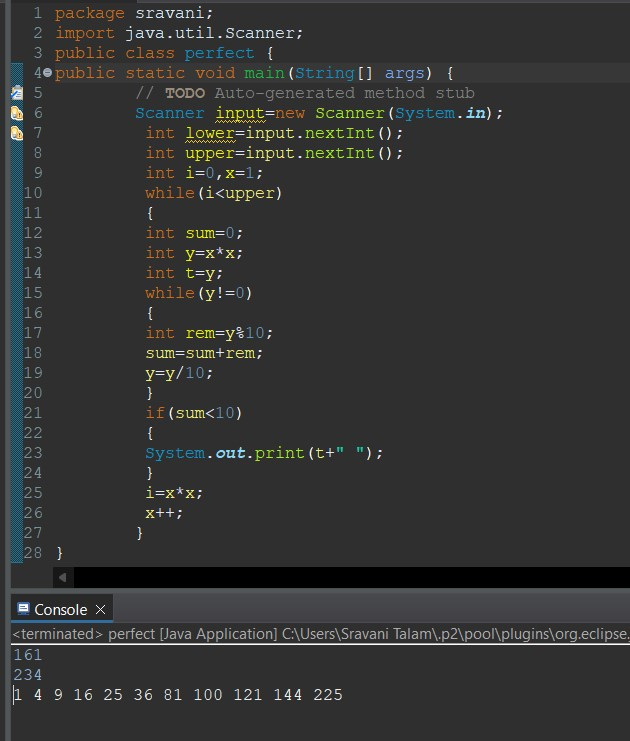 1 package sravani;
2 import java.util.Scanner;
3 public class perfect {
4 public static void main(String[] args) {
5 // TODO Auto-generated method stub
6 Scanner input=new Scanner(System.in);
7 int lower=input.nextInt();
8 int upper=input.nextInt();
9 int i=0,x=1;
10 while(i<upper)
11 {
12 int sum=0;
13 int y=x*x;
14 int t=y;
15 while(y!=0)
16 {
17 int rem=y%10;
18 sum=sum+rem;
19 y=y/10;
20 }
21 if(sum<10)
22 {
23 System.out.print(t+" ");
24 }
25 i=x*x;
26 x++;
27 }
28 }
Console
<terminated> perfect [Java Application] C:\Users\Sravani Talam\.p2\pool\plugins\org.eclipse.
161
234
1 4 9 16 25 36 81 100 121 144 225